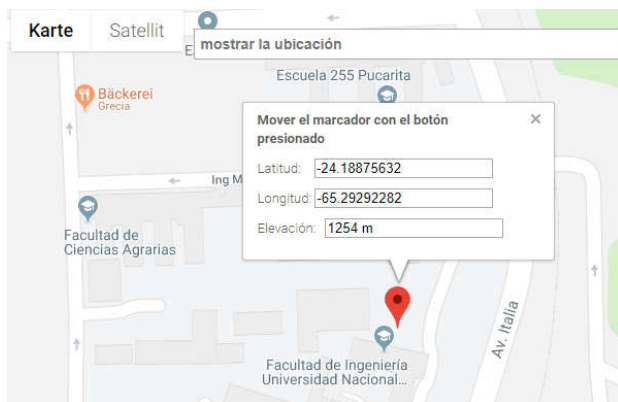 Karte
Satellit
mostrar la ubicación
Escuela 255 Pucarita
Bäckerei
Grecia
Mover el marcador con el botón
presionado
Latitud: -24.18875632
Longitud: -65.29292282
Elevación: 1254 m
Ing M
Facultad de
Ciencias Agrarias
Av. Italia
Facultad de Ingeniería
Universidad Nacional...